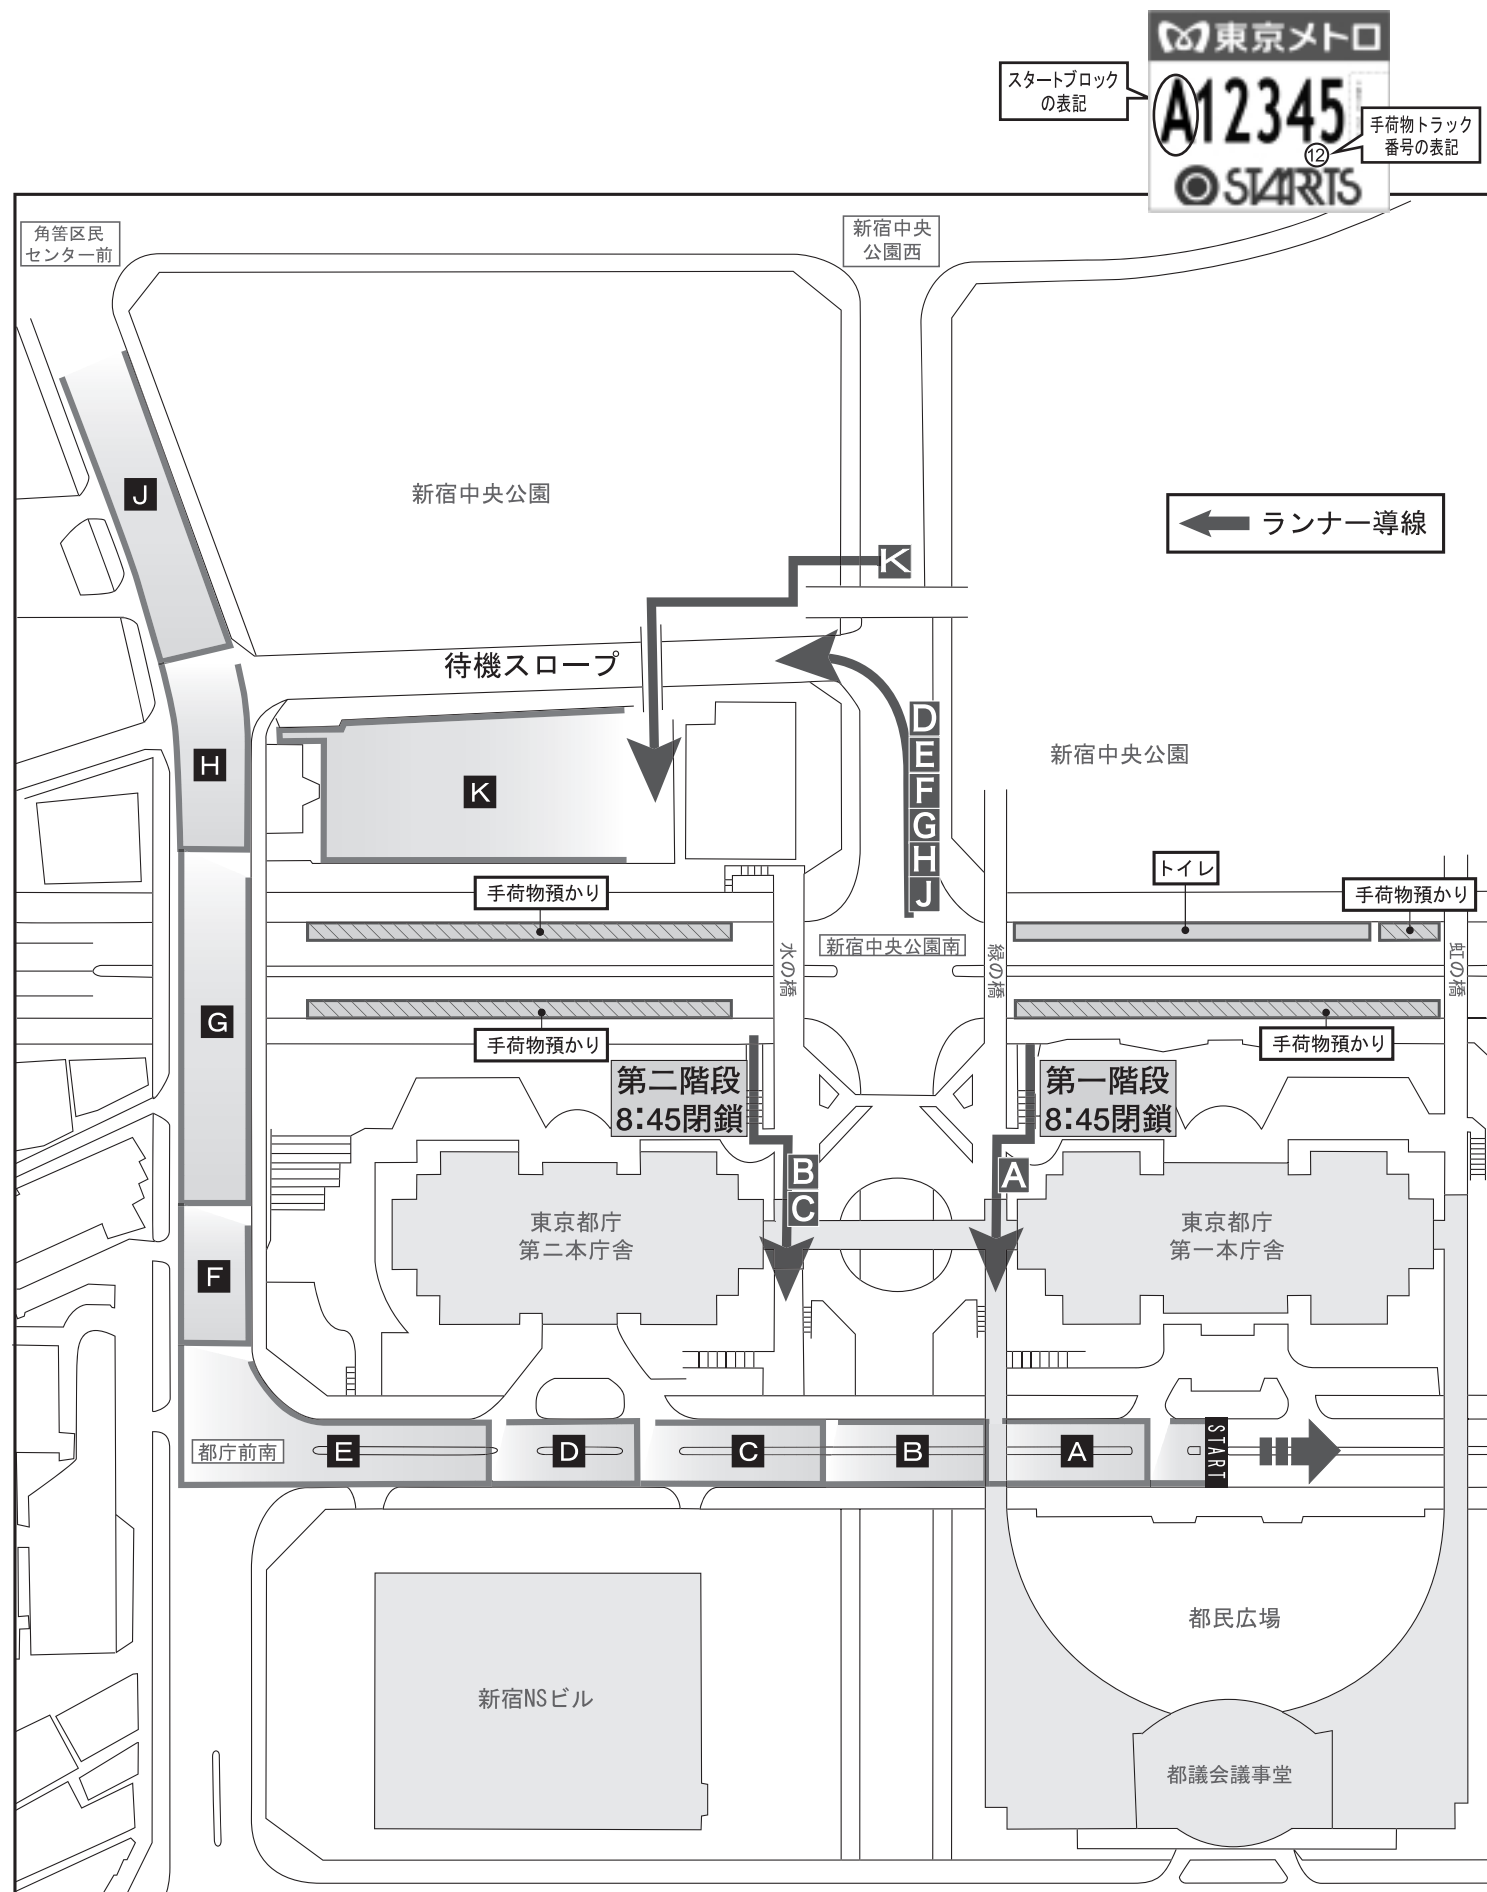 東京メトロ
スタートブロック
の表記
A12345
手荷物トラック
番号の表記
12
STARTS
角筈区民
センター前
新宿中央
公園西
J
新宿中央公園
ランナー導線
K
待機スロープ
D
E
F
G
H
J
新宿中央公園
H
K
トイレ
手荷物預かり
手荷物預かり
新宿中央公園南
水の橋
緑の橋
虹の橋
G
手荷物預かり
手荷物預かり
第二階段
8:45閉鎖
第一階段
8:45閉鎖
B
C
A
東京都庁
第二本庁舎
東京都庁
第一本庁舎
F
都庁前南
E
D
C
B
A
START
都民広場
新宿NSビル
都議会議事堂